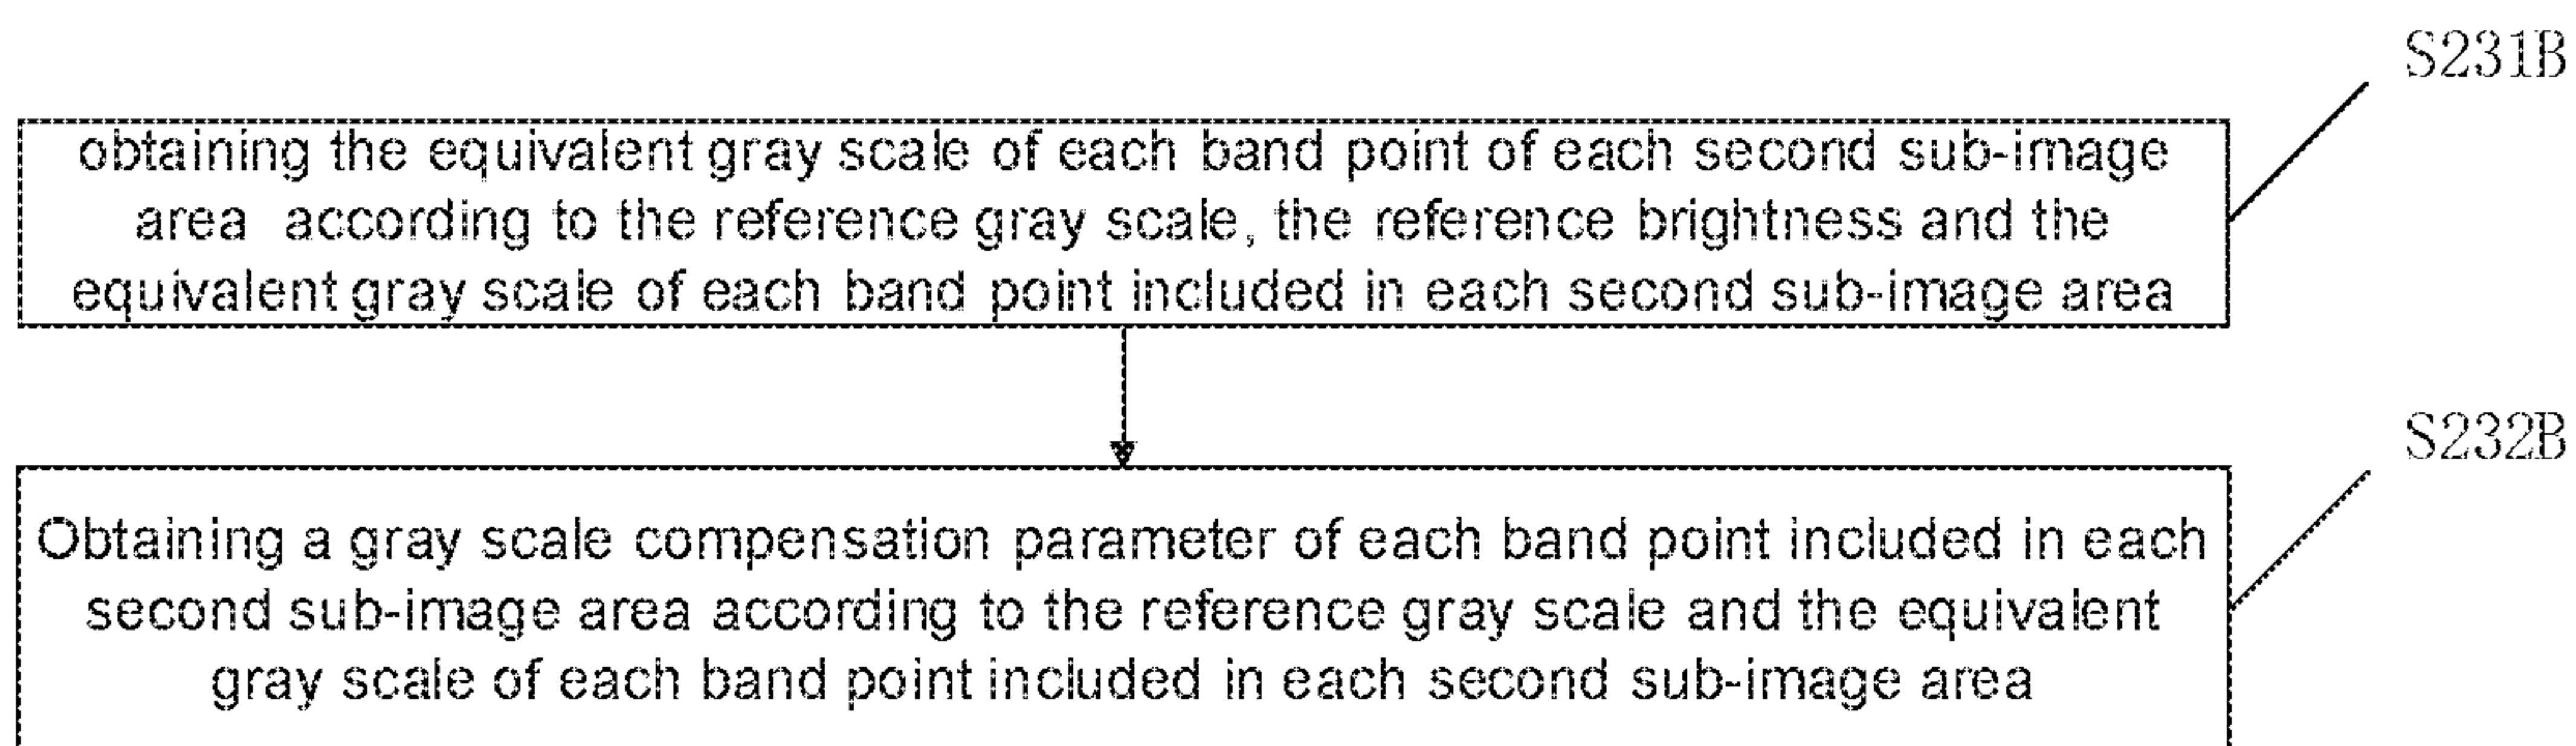 S231B
obtaining the equivalent gray scale of each band point of each second sub-image
area according to the reference gray scale, the reference brightness and the
equivalent gray scale of each band point included in each second sub-image area
S232B
Obtaining a gray scale compensation parameter of each band point included in each
second sub-image area according to the reference gray scale and the equivalent
gray scale of each band point included in each second sub-image area